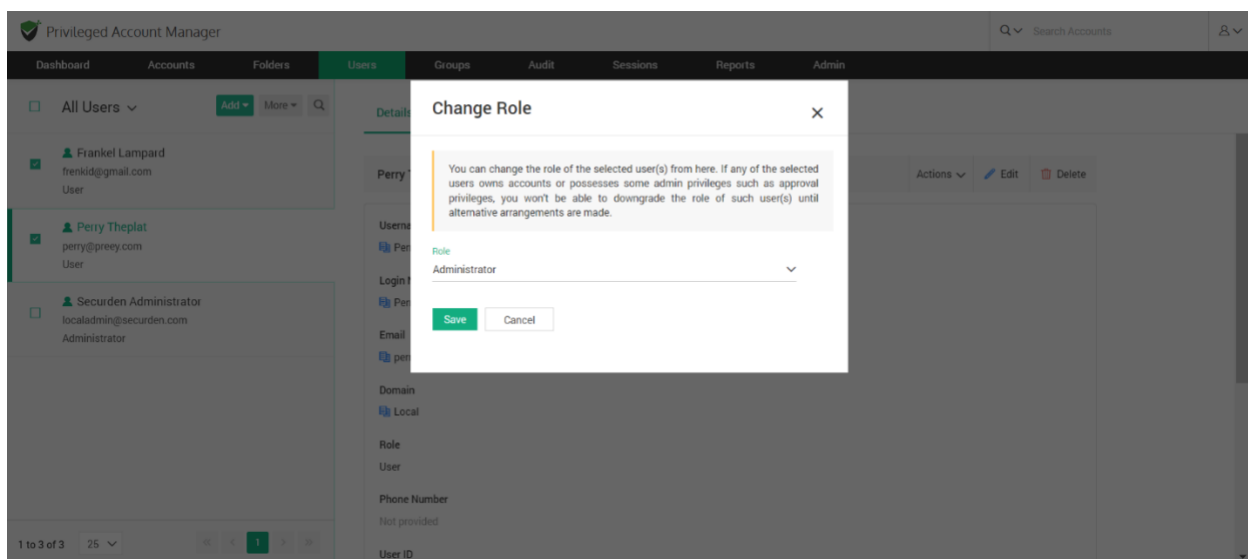 Privileged Account Manager
Search Accounts
Dashboard Accounts Folders Users Groups Audit Sessions Reports Admin
All Users
Add
More
Frankel Lampard
frenkid@gmail.com
User
Perry Theplat
perry@preey.com
User
Securden Administrator
localadmin@securden.com
Administrator
1 to 3 of 3 25 1
Details
Perry
Actions Edit Delete
Local
Domain
Role
User
Phone Number
Not provided
User ID
Email
Change Role
You can change the role of the selected user(s) from here. If any of the selected
users owns accounts or possesses some admin privileges such as approval
privileges, you won't be able to downgrade the role of such user(s) until
alternative arrangements are made.
Role
Administrator
Save Cancel